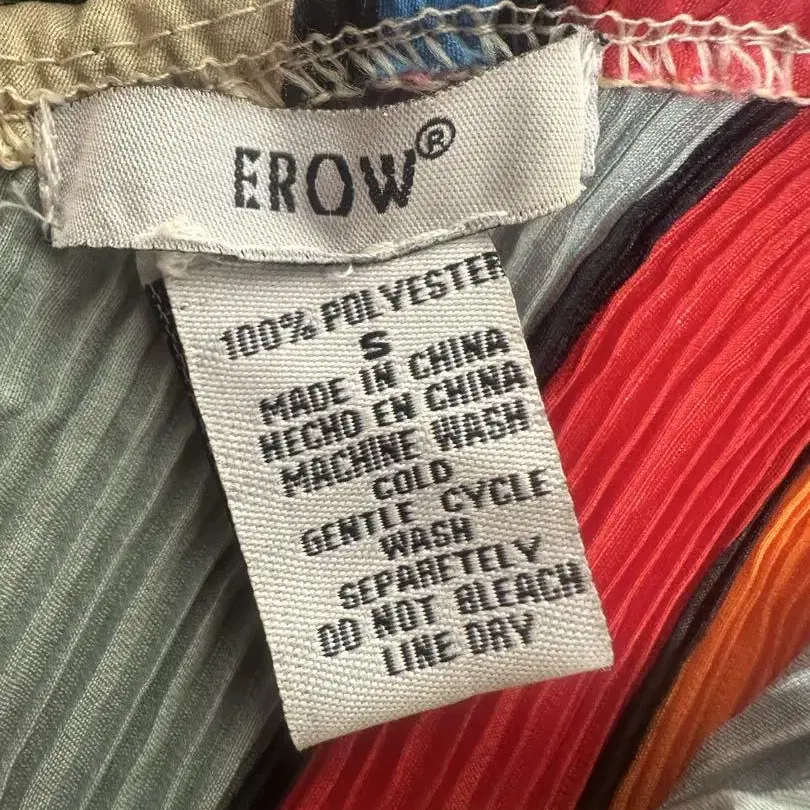 EROW®
100% POLYESTER
S
MADE IN CHINA
HECHO EN CHINA
MACHINE WASH
COLD
GENTLE CYCLE
WASH
SEPARETELY
DO NOT BLEACH
LINE DRY